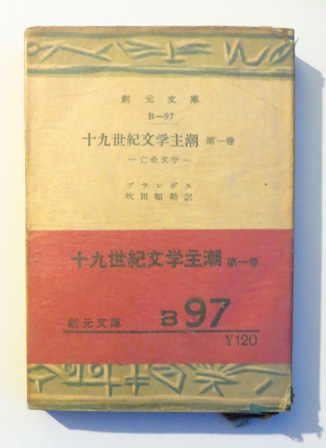 創元文庫
B—97
十九世紀文学主潮 第一巻
—亡命文学—
ブランデス
吹田順助訳
十九世紀文学主潮 第一巻
創元文庫 B97
¥120